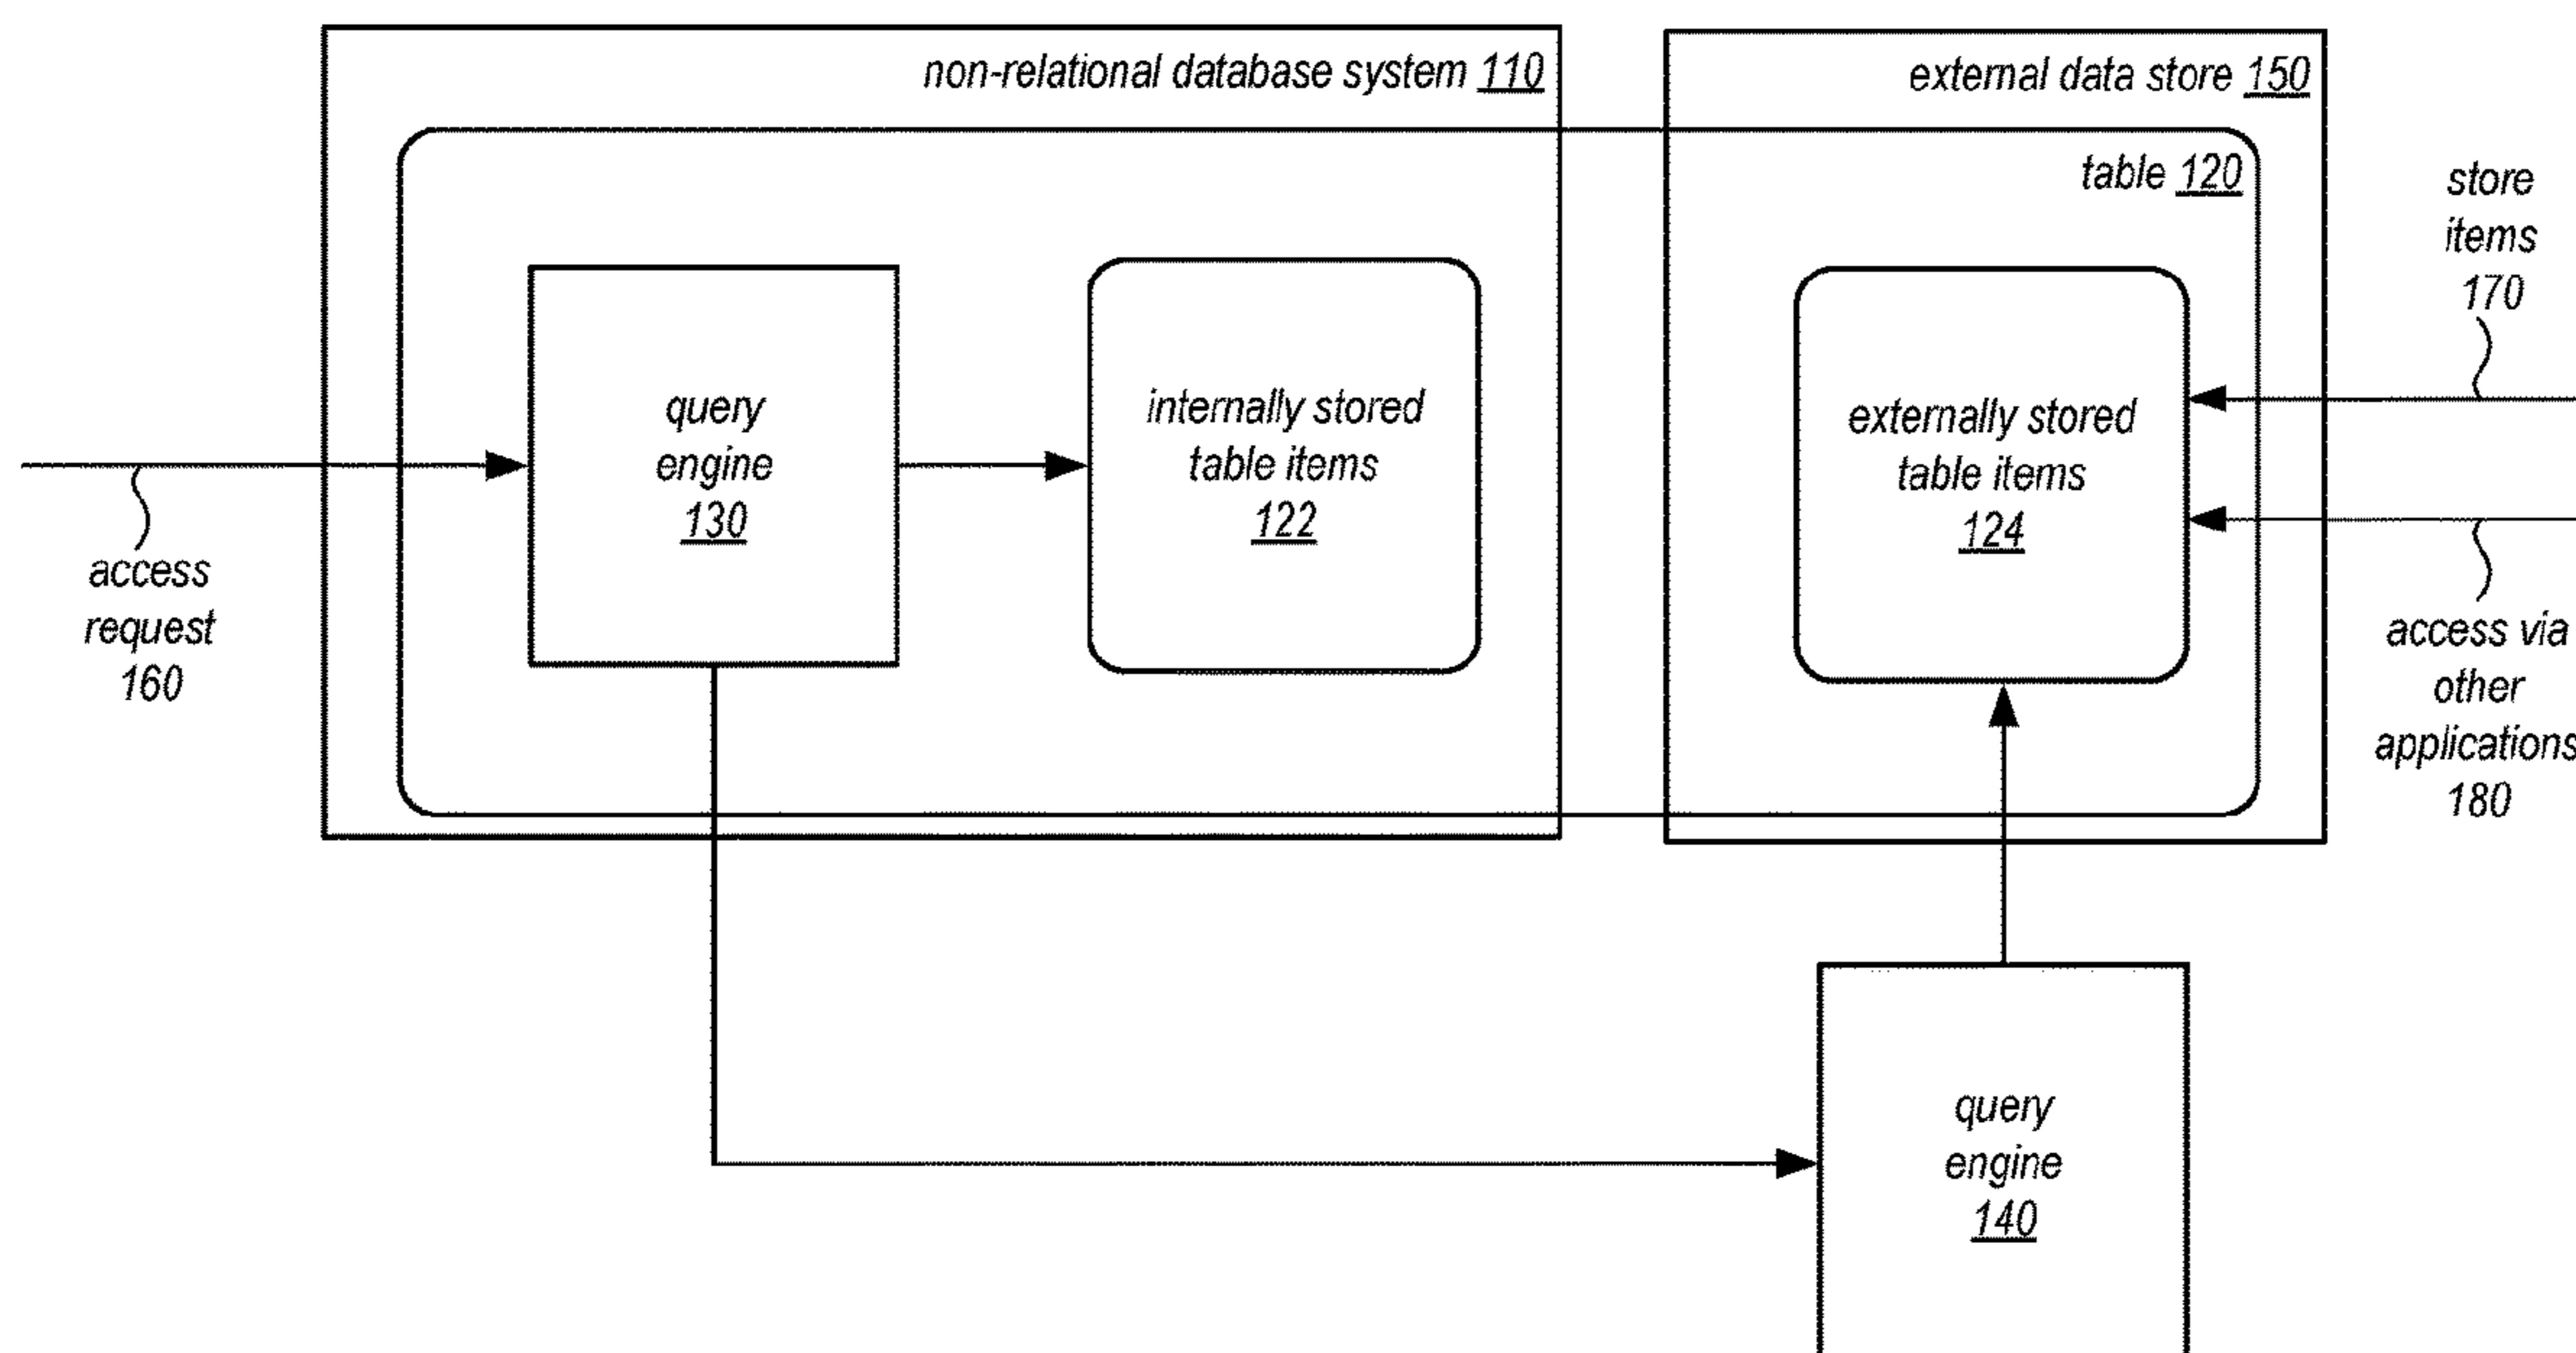 non-relational database system 110
external data store 150
table 120
store
items
170
query
engine
130
internally stored
table items
122
externally stored
table items
124
access
request
160
access via
other
applications
180
query
engine
140